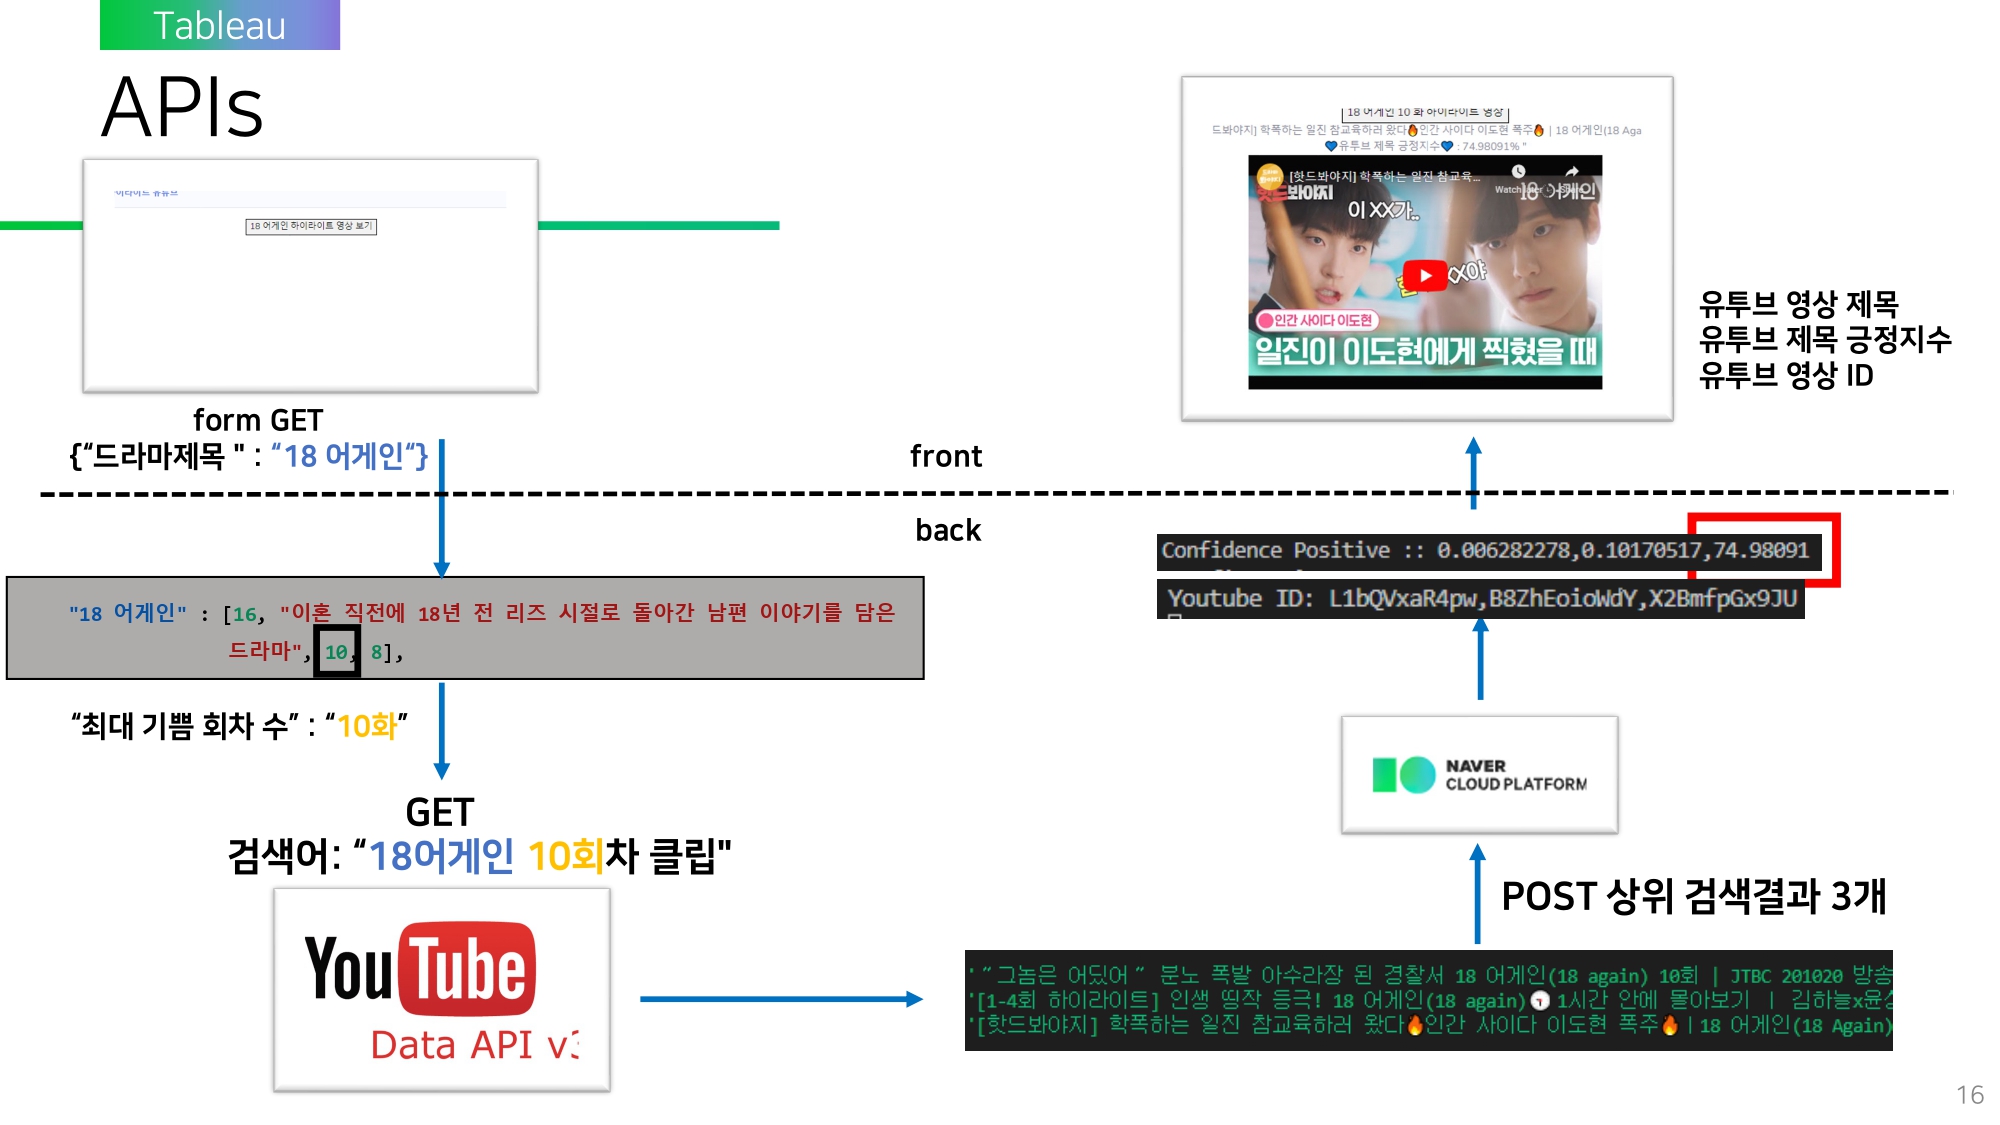 Tableau
APIs
18 어게인 하이라이트 영상 보기
form GET
{“드라마제목 " : “18 어게인“}
front
back
"18 어게인" : [16, "이혼 직전에 18년 전 리즈 시절로 돌아간 남편 이야기를 담은
드라마", 10, 8],
“최대 기쁨 회차 수” : “10화”
GET
검색어: “18어게인 10회차 클립"
YouTube
Data API v3
'“그놈은 어딨어” 분노 폭발 아수라장 된 경찰서 18 어게인(18 again) 10회 | JTBC 201020 방송
'[1-4회 하이라이트] 인생 띵작 등극! 18 어게인(18 again) 1시간 안에 몰아보기 | 김하늘x윤상
'[핫드봐야지] 학폭하는 일진 참교육하러 왔다🔥인간 사이다 이도현 폭주🔥|18 어게인(18 Again)
POST 상위 검색결과 3개
NAVER
CLOUD PLATFORM
Youtube ID: L1bQVxaR4pw,B8ZhEoioWdY,X2BmfpGx9JU
Confidence Positive :: 0.006282278,0.10170517,74.98091
18 어게인 10 화 하이라이트 영상
드봐야지] 학폭하는 일진 참교육하러 왔다🔥인간 사이다 이도현 폭주🔥 | 18 어게인(18 Aga
💙유투브 제목 긍정지수💙 : 74.98091% "
[핫드봐야지] 학폭하는 일진 참교육...
핫드봐야지
18 어게인
이 XX가..
XX야
인간 사이다 이도현
일진이 이도현에게 찍혔을 때
유투브 영상 제목
유투브 제목 긍정지수
유투브 영상 ID
16